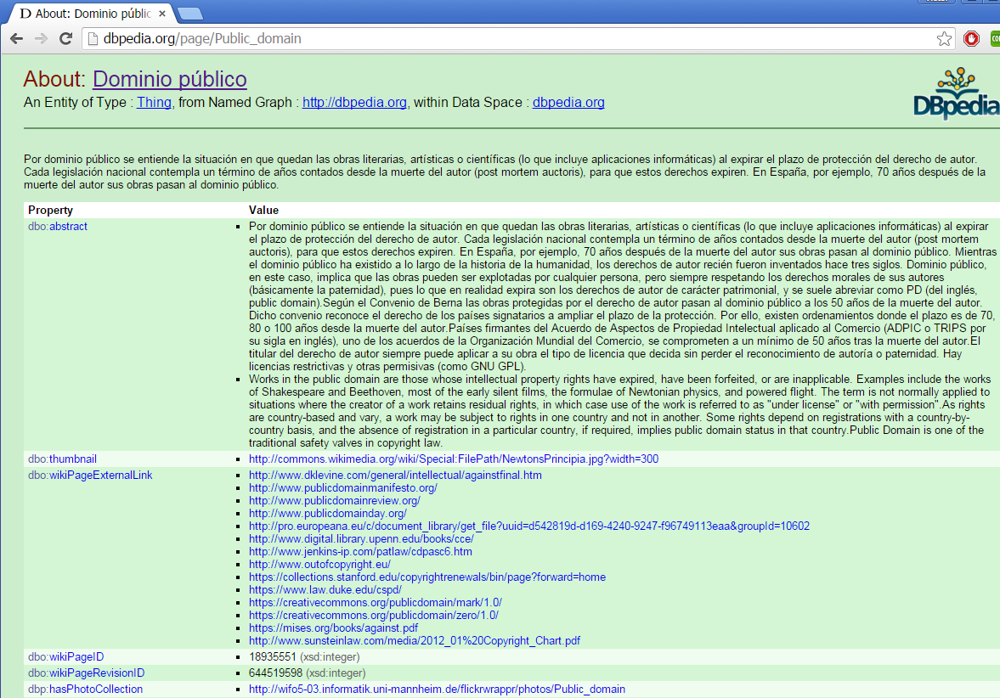 D About: Dominio públic ×
dbpedia.org/page/Public_domain
About: Dominio público
An Entity of Type : Thing, from Named Graph : http://dbpedia.org, within Data Space : dbpedia.org
DBpedia
Por dominio público se entiende la situación en que quedan las obras literarias, artísticas o científicas (lo que incluye aplicaciones informáticas) al expirar el plazo de protección del derecho de autor.
Cada legislación nacional contempla un término de años contados desde la muerte del autor (post mortem auctoris), para que estos derechos expiren. En España, por ejemplo, 70 años después de la
muerte del autor sus obras pasan al dominio público.
Property Value
dbo:abstract
▪ Por dominio público se entiende la situación en que quedan las obras literarias, artísticas o científicas (lo que incluye aplicaciones informáticas) al expirar
el plazo de protección del derecho de autor. Cada legislación nacional contempla un término de años contados desde la muerte del autor (post mortem
auctoris), para que estos derechos expiren. En España, por ejemplo, 70 años después de la muerte del autor sus obras pasan al dominio público. Mientras
el dominio público ha existido a lo largo de la historia de la humanidad, los derechos de autor recién fueron inventados hace tres siglos. Dominio público,
en este caso, implica que las obras pueden ser explotadas por cualquier persona, pero siempre respetando los derechos morales de sus autores
(básicamente la paternidad), pues lo que en realidad expira son los derechos de autor de carácter patrimonial, y se suele abreviar como PD (del inglés,
public domain).Según el Convenio de Berna las obras protegidas por el derecho de autor pasan al dominio público a los 50 años de la muerte del autor.
Dicho convenio reconoce el derecho de los países signatarios a ampliar el plazo de la protección. Por ello, existen ordenamientos donde el plazo es de 70,
80 o 100 años desde la muerte del autor.Países firmantes del Acuerdo de Aspectos de Propiedad Intelectual aplicado al Comercio (ADPIC o TRIPS por
su sigla en inglés), uno de los acuerdos de la Organización Mundial del Comercio, se comprometen a un mínimo de 50 años tras la muerte del autor.El
titular del derecho de autor siempre puede aplicar a su obra el tipo de licencia que decida sin perder el reconocimiento de autoría o paternidad. Hay
licencias restrictivas y otras permisivas (como GNU GPL).
▪ Works in the public domain are those whose intellectual property rights have expired, have been forfeited, or are inapplicable. Examples include the works
of Shakespeare and Beethoven, most of the early silent films, the formulae of Newtonian physics, and powered flight. The term is not normally applied to
situations where the creator of a work retains residual rights, in which case use of the work is referred to as "under license" or "with permission".As rights
are country-based and vary, a work may be subject to rights in one country and not in another. Some rights depend on registrations with a country-by-
country basis, and the absence of registration in a particular country, if required, implies public domain status in that country.Public Domain is one of the
traditional safety valves in copyright law.
dbo:thumbnail ▪ http://commons.wikimedia.org/wiki/Special:FilePath/NewtonsPrincipia.jpg?width=300
dbo:wikiPageExternalLink ▪ http://www.dklevine.com/general/intellectual/againstfinal.htm
▪ http://www.publicdomainmanifesto.org/
▪ http://www.publicdomainreview.org/
▪ http://www.publicdomainday.org/
▪ http://pro.europeana.eu/c/document_library/get_file?uuid=d542819d-d169-4240-9247-f96749113eaa&groupId=10602
▪ http://www.digital.library.upenn.edu/books/cce/
▪ http://www.jenkins-ip.com/patlaw/cdpasc6.htm
▪ http://www.outofcopyright.eu/
▪ https://collections.stanford.edu/copyrightrenewals/bin/page?forward=home
▪ https://www.law.duke.edu/cspd/
▪ https://creativecommons.org/publicdomain/mark/1.0/
▪ https://creativecommons.org/publicdomain/zero/1.0/
▪ https://mises.org/books/against.pdf
▪ http://www.sunsteinlaw.com/media/2012_01%20Copyright_Chart.pdf
dbo:wikiPageID ▪ 18935551 (xsd:integer)
dbo:wikiPageRevisionID ▪ 644519598 (xsd:integer)
dbp:hasPhotoCollection ▪ http://wifo5-03.informatik.uni-mannheim.de/flickrwrappr/photos/Public_domain